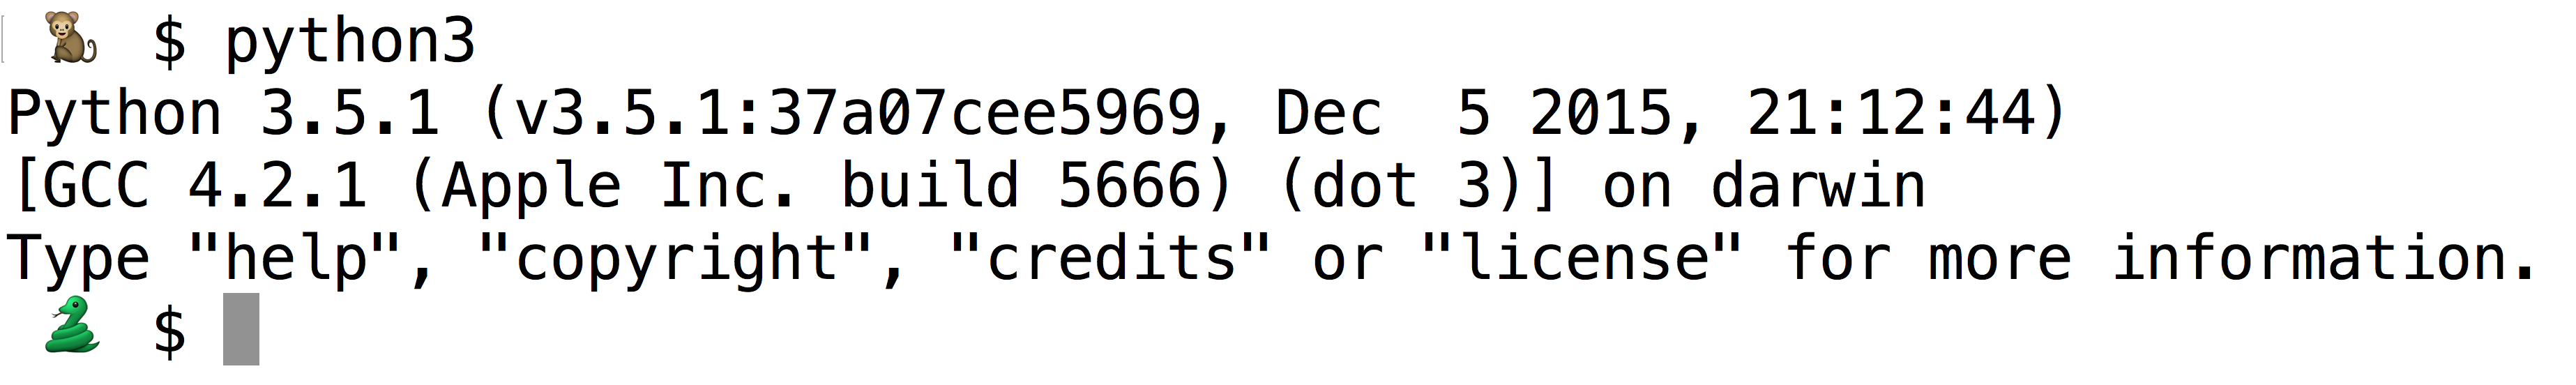 🐒 $ python3
Python 3.5.1 (v3.5.1:37a07cee5969, Dec  5 2015, 21:12:44)
[GCC 4.2.1 (Apple Inc. build 5666) (dot 3)] on darwin
Type "help", "copyright", "credits" or "license" for more information.
🐍 $